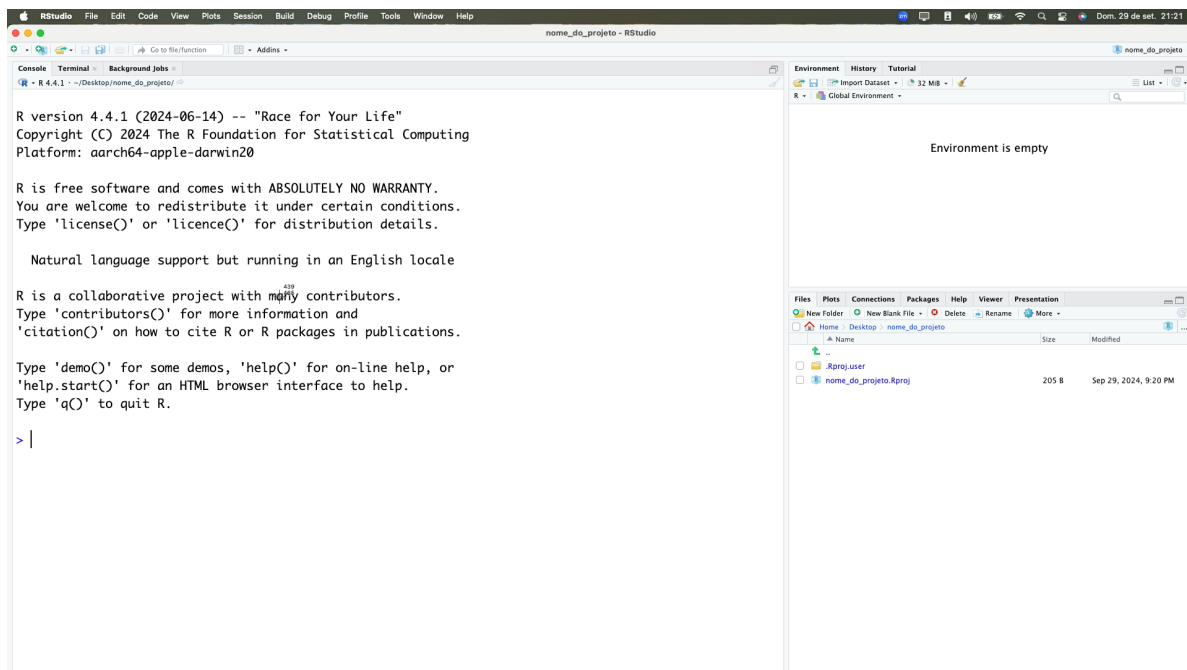 RStudio File Edit Code View Plots Session Build Debug Profile Tools Window Help zm Dom. 29 de set. 21:21
nome_do_projeto - RStudio
Go to file/function Addins nome_do_projeto
Console Terminal Background Jobs
R 4.4.1 · ~/Desktop/nome_do_projeto/
R version 4.4.1 (2024-06-14) -- "Race for Your Life"
Copyright (C) 2024 The R Foundation for Statistical Computing
Platform: aarch64-apple-darwin20
R is free software and comes with ABSOLUTELY NO WARRANTY.
You are welcome to redistribute it under certain conditions.
Type 'license()' or 'licence()' for distribution details.
Natural language support but running in an English locale
R is a collaborative project with many contributors.
Type 'contributors()' for more information and
'citation()' on how to cite R or R packages in publications.
Type 'demo()' for some demos, 'help()' for on-line help, or
'help.start()' for an HTML browser interface to help.
Type 'q()' to quit R.
>
Environment History Tutorial
Import Dataset 32 MiB List
R Global Environment
Environment is empty
Files Plots Connections Packages Help Viewer Presentation
New Folder New Blank File Delete Rename More
Home Desktop nome_do_projeto ...
Name Size Modified
..
.Rproj.user
nome_do_projeto.Rproj 205 B Sep 29, 2024, 9:20 PM